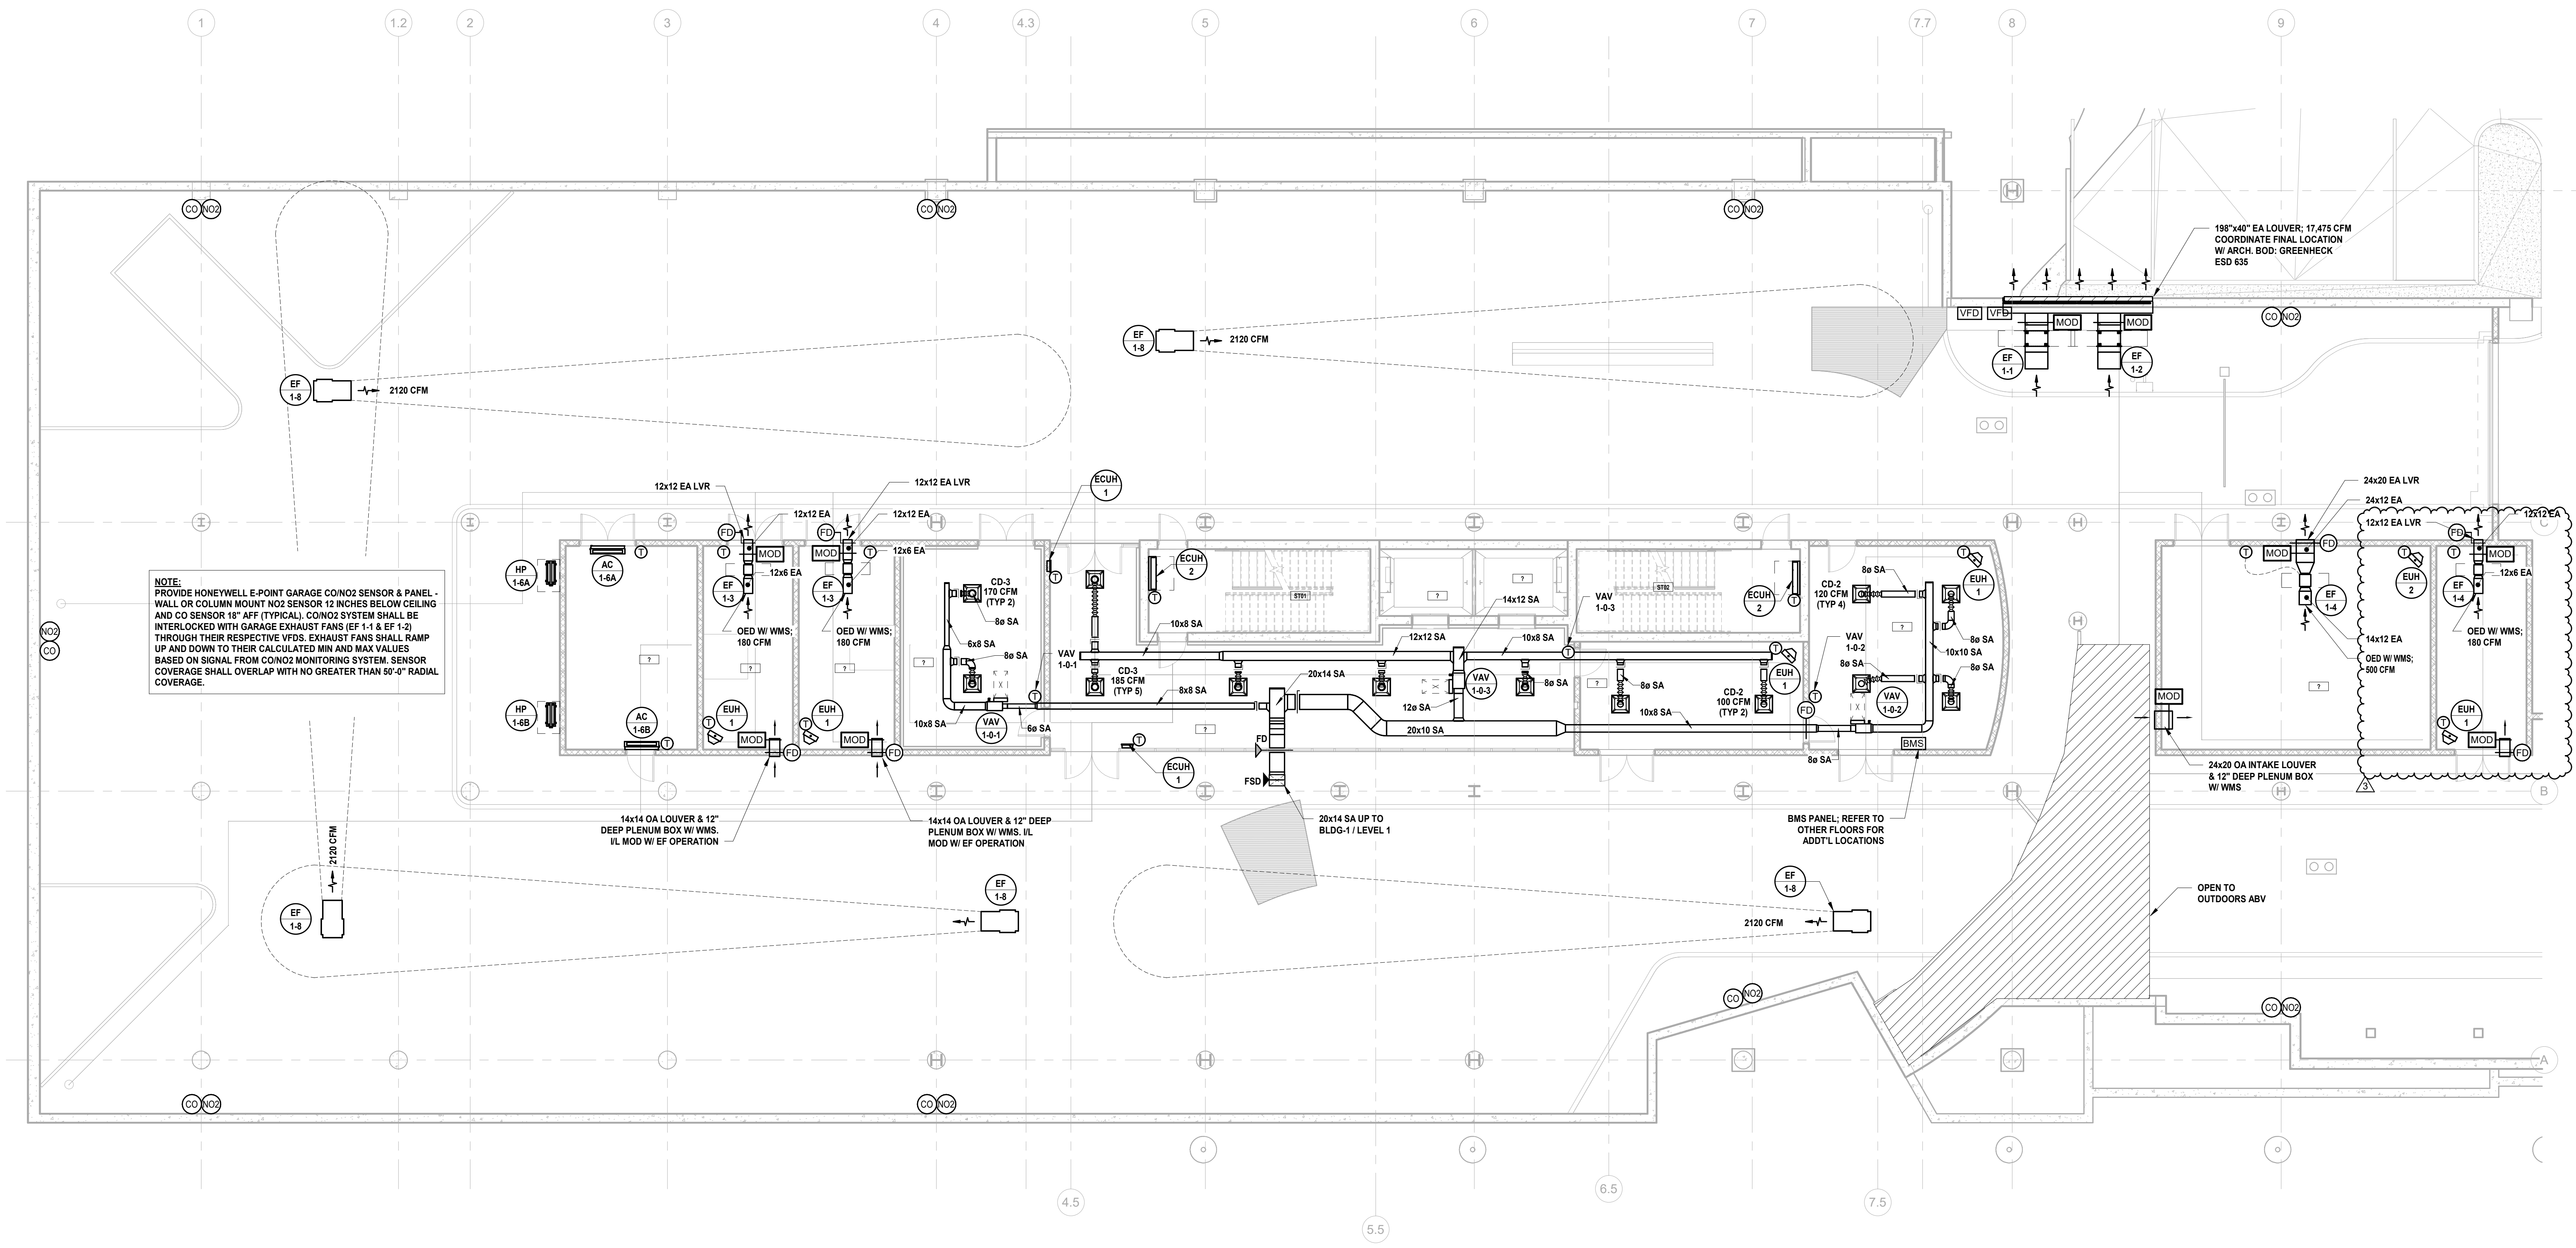 1
1.2
2
3
4
4.3
5
6
7
7.7
8
9
CO NO2
CO NO2
CO NO2
198"x40" EA LOUVER; 17,475 CFM
COORDINATE FINAL LOCATION
W/ ARCH. BOD: GREENHECK
ESD 635
VFD
VFD
MOD
MOD
CO NO2
EF
1-1
EF
1-2
EF
1-8
2120 CFM
EF
1-8
2120 CFM
12x12 EA LVR
12x12 EA LVR
ECUH
1
24x20 EA LVR
24x12 EA
12x12 EA LVR
12x12 EA
12x12 EA
12x12 EA
C
FD
FD
FD
FD
T
T
T
MOD
MOD
MOD
MOD
T
T
T
T
HP
1-6A
AC
1-6A
12x6 EA
12x6 EA
12x6 EA
EF
1-3
EF
1-3
EF
1-4
EF
1-4
ECUH
2
T
T
ECUH
2
T
ST01
ST02
?
?
EUH
2
EUH
1
NOTE:
PROVIDE HONEYWELL E-POINT GARAGE CO/NO2 SENSOR & PANEL -
WALL OR COLUMN MOUNT NO2 SENSOR 12 INCHES BELOW CEILING
AND CO SENSOR 18" AFF (TYPICAL). CO/NO2 SYSTEM SHALL BE
INTERLOCKED WITH GARAGE EXHAUST FANS (EF 1-1 & EF 1-2)
THROUGH THEIR RESPECTIVE VFDS. EXHAUST FANS SHALL RAMP
UP AND DOWN TO THEIR CALCULATED MIN AND MAX VALUES
BASED ON SIGNAL FROM CO/NO2 MONITORING SYSTEM. SENSOR
COVERAGE SHALL OVERLAP WITH NO GREATER THAN 50'-0" RADIAL
COVERAGE.
NO2
CO
CD-3
170 CFM
(TYP 2)
8ø SA
6x8 SA
8ø SA
OED W/ WMS;
180 CFM
OED W/ WMS;
180 CFM
OED W/ WMS;
180 CFM
OED W/ WMS;
500 CFM
14x12 EA
?
?
?
?
?
?
?
?
VAV
1-0-1
T
10x8 SA
12x12 SA
14x12 SA
10x8 SA
VAV
1-0-3
T
CD-3
185 CFM
(TYP 5)
8x8 SA
20x14 SA
VAV
1-0-3
12ø SA
8ø SA
8ø SA
T
EUH
1
CD-2
100 CFM
(TYP 2)
CD-2
120 CFM
(TYP 4)
8ø SA
8ø SA
VAV
1-0-2
T
10x10 SA
8ø SA
8ø SA
VAV
1-0-2
FD
HP
1-6B
AC
1-6B
T
T
EUH
1
MOD
FD
T
EUH
1
MOD
FD
10x8 SA
VAV
1-0-1
6ø SA
T
ECUH
1
FD
FSD
20x10 SA
10x8 SA
8ø SA
BMS
MOD
T
EUH
1
MOD
FD
24x20 OA INTAKE LOUVER
& 12" DEEP PLENUM BOX
W/ WMS
3
B
14x14 OA LOUVER & 12"
DEEP PLENUM BOX W/ WMS.
I/L MOD W/ EF OPERATION
14x14 OA LOUVER & 12" DEEP
PLENUM BOX W/ WMS. I/L
MOD W/ EF OPERATION
20x14 SA UP TO
BLDG-1 / LEVEL 1
BMS PANEL; REFER TO
OTHER FLOORS FOR
ADDT'L LOCATIONS
2120 CFM
EF
1-8
EF
1-8
EF
1-8
2120 CFM
OPEN TO
OUTDOORS ABV
CO NO2
CO NO2
A
CO NO2
CO NO2
4.5
5.5
6.5
7.5